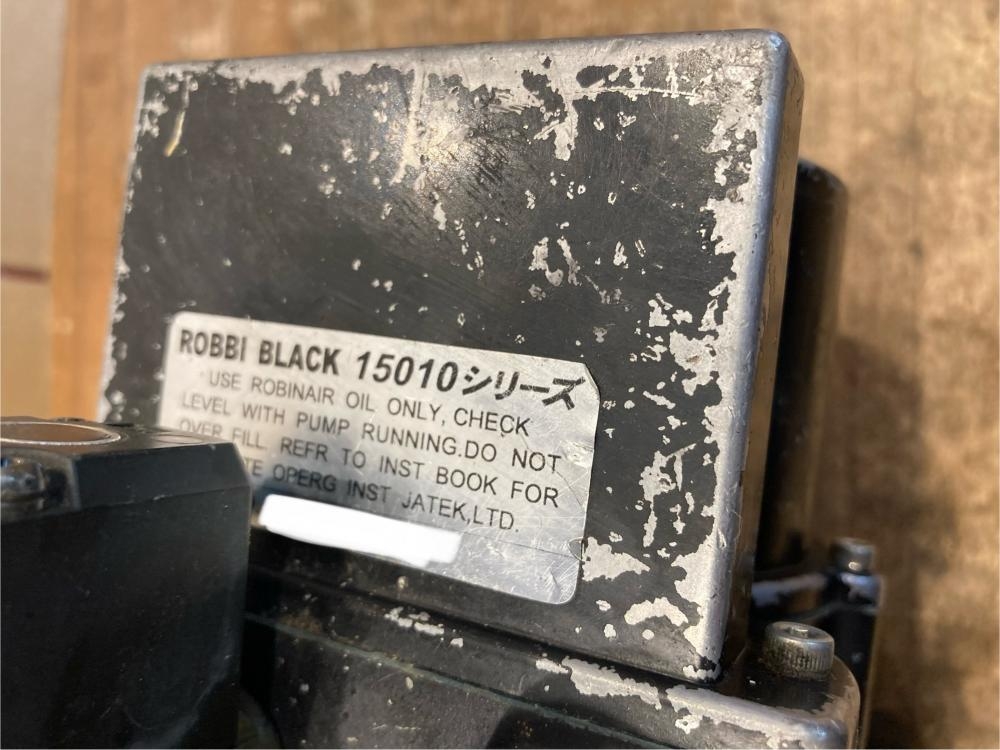 ROBBI BLACK 15010シリーズ
USE ROBINAIR OIL ONLY, CHECK
LEVEL WITH PUMP RUNNING.DO NOT
OVER FILL. REFR TO INST BOOK FOR
OPERG INST JATEK,LTD.